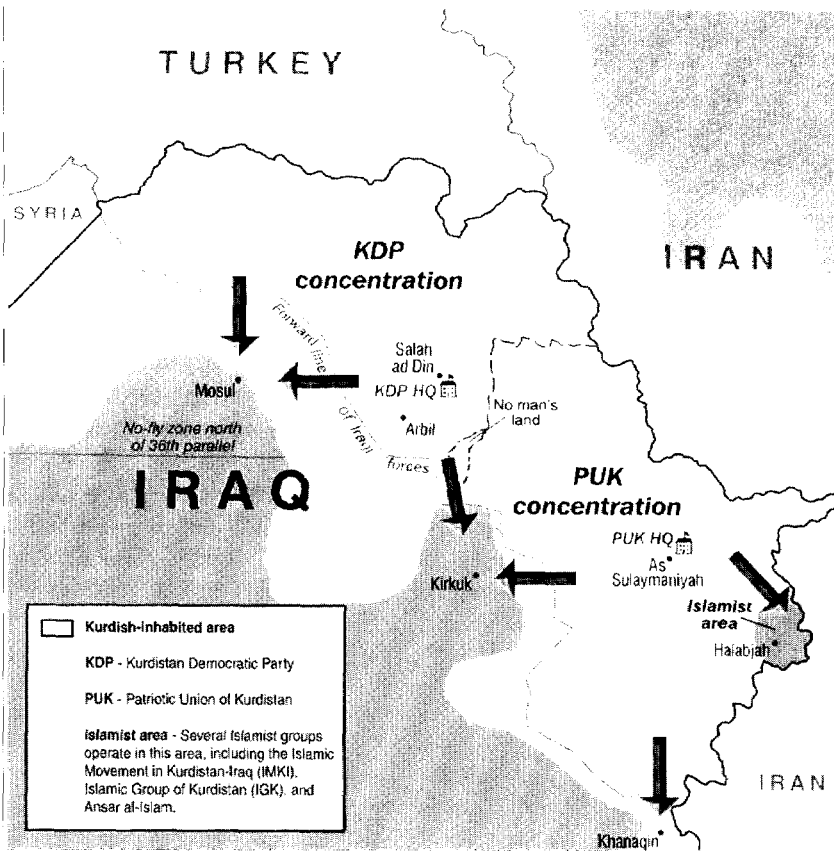 TURKEY
SYRIA
IRAN
KDP
concentration
Forward line
of Iraqi
forces
Salah
ad Din
KDP HQ
Mosul
Arbil
No man's
land
No-fly zone north
of 36th parallel
IRAQ
PUK
concentration
PUK HQ
As
Sulaymaniyah
Kirkuk
Islamist
area
Halabjah
IRAN
Khanaqin
Kurdish-inhabited area
KDP - Kurdistan Democratic Party
PUK - Patriotic Union of Kurdistan
Islamist area - Several Islamist groups
operate in this area, including the Islamic
Movement in Kurdistan-Iraq (IMKI),
Islamic Group of Kurdistan (IGK), and
Ansar al-Islam.